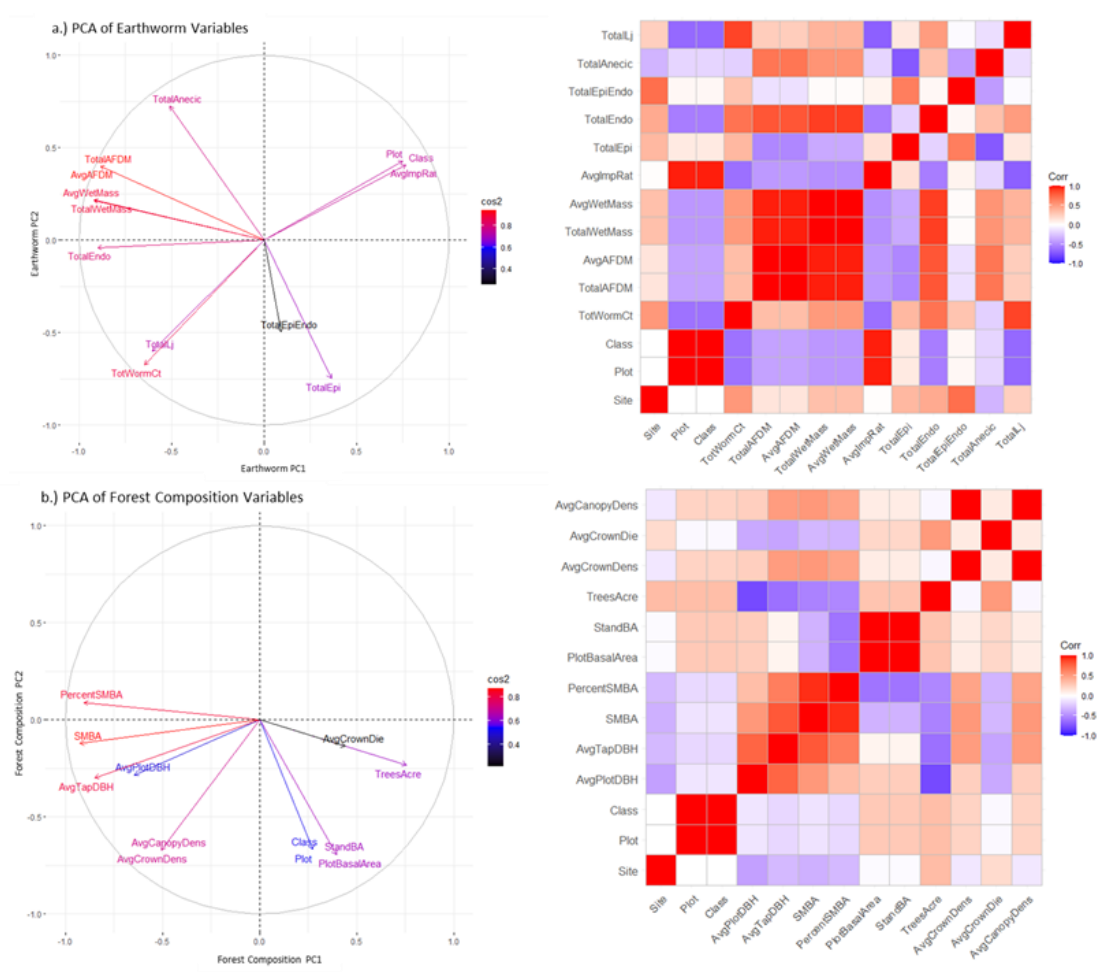 a.) PCA of Earthworm Variables
1.0
0.5
0.0
-0.5
-1.0
Earthworm PC2
TotalAnecic
TotalAFDM
AvgAFDM
AvgWetMass
TotalWetMass
TotalEndo
Plot
Class
AvgImpRat
TotalEpiEndo
TotalLj
TotWormCt
TotalEpi
-1.0 -0.5 0.0 0.5 1.0
Earthworm PC1
cos2
0.8
0.6
0.4
TotalLj
TotalAnecic
TotalEpiEndo
TotalEndo
TotalEpi
AvgImpRat
AvgWetMass
TotalWetMass
AvgAFDM
TotalAFDM
TotWormCt
Class
Plot
Site
Site Plot Class TotWormCt TotalAFDM AvgAFDM TotalWetMass AvgWetMass AvgImpRat TotalEpi TotalEndo TotalEpiEndo TotalAnecic TotalLj
Corr
1.0
0.5
0.0
-0.5
-1.0
b.) PCA of Forest Composition Variables
1.0
0.5
0.0
-0.5
-1.0
Forest Composition PC2
PercentSMBA
SMBA
AvgPlotDBH
AvgTapDBH
AvgCrownDie
TreesAcre
AvgCanopyDens
AvgCrownDens
Class
Plot
StandBA
PlotBasalArea
-1.0 -0.5 0.0 0.5 1.0
Forest Composition PC1
cos2
0.8
0.6
0.4
AvgCanopyDens
AvgCrownDie
AvgCrownDens
TreesAcre
StandBA
PlotBasalArea
PercentSMBA
SMBA
AvgTapDBH
AvgPlotDBH
Class
Plot
Site
Site Plot Class AvgPlotDBH AvgTapDBH SMBA PercentSMBA PlotBasalArea StandBA TreesAcre AvgCrownDens AvgCrownDie AvgCanopyDens
Corr
1.0
0.5
0.0
-0.5
-1.0